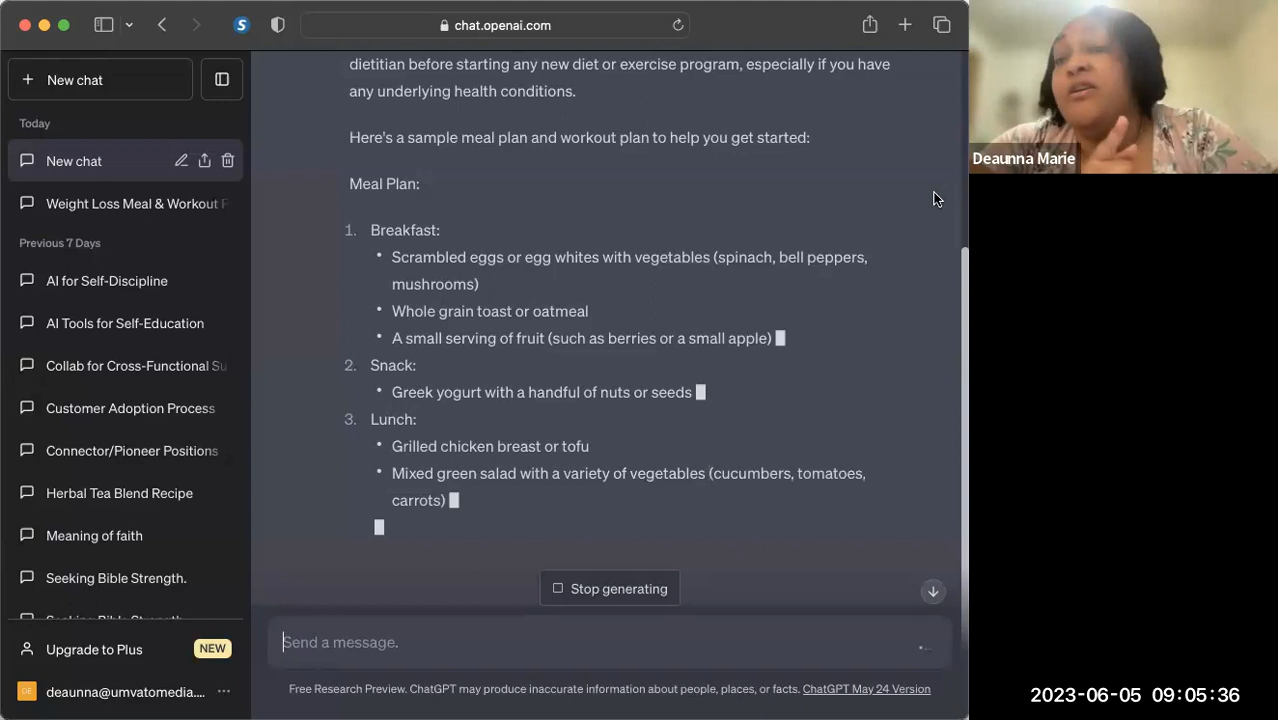 chat.openai.com
New chat
Today
New chat
Weight Loss Meal & Workout P
Previous 7 Days
AI for Self-Discipline
AI Tools for Self-Education
Collab for Cross-Functional Su
Customer Adoption Process
Connector/Pioneer Positions
Herbal Tea Blend Recipe
Meaning of faith
Seeking Bible Strength.
Seeking Bible Strength
Upgrade to Plus
NEW
DE
deaunna@umvatomedia....
dietitian before starting any new diet or exercise program, especially if you have
any underlying health conditions.
Here's a sample meal plan and workout plan to help you get started:
Meal Plan:
1. Breakfast:
• Scrambled eggs or egg whites with vegetables (spinach, bell peppers,
mushrooms)
• Whole grain toast or oatmeal
• A small serving of fruit (such as berries or a small apple)
2. Snack:
• Greek yogurt with a handful of nuts or seeds
3. Lunch:
• Grilled chicken breast or tofu
• Mixed green salad with a variety of vegetables (cucumbers, tomatoes,
carrots)
Stop generating
Send a message.
Free Research Preview. ChatGPT may produce inaccurate information about people, places, or facts. ChatGPT May 24 Version
Deaunna Marie
2023-06-05 09:05:36